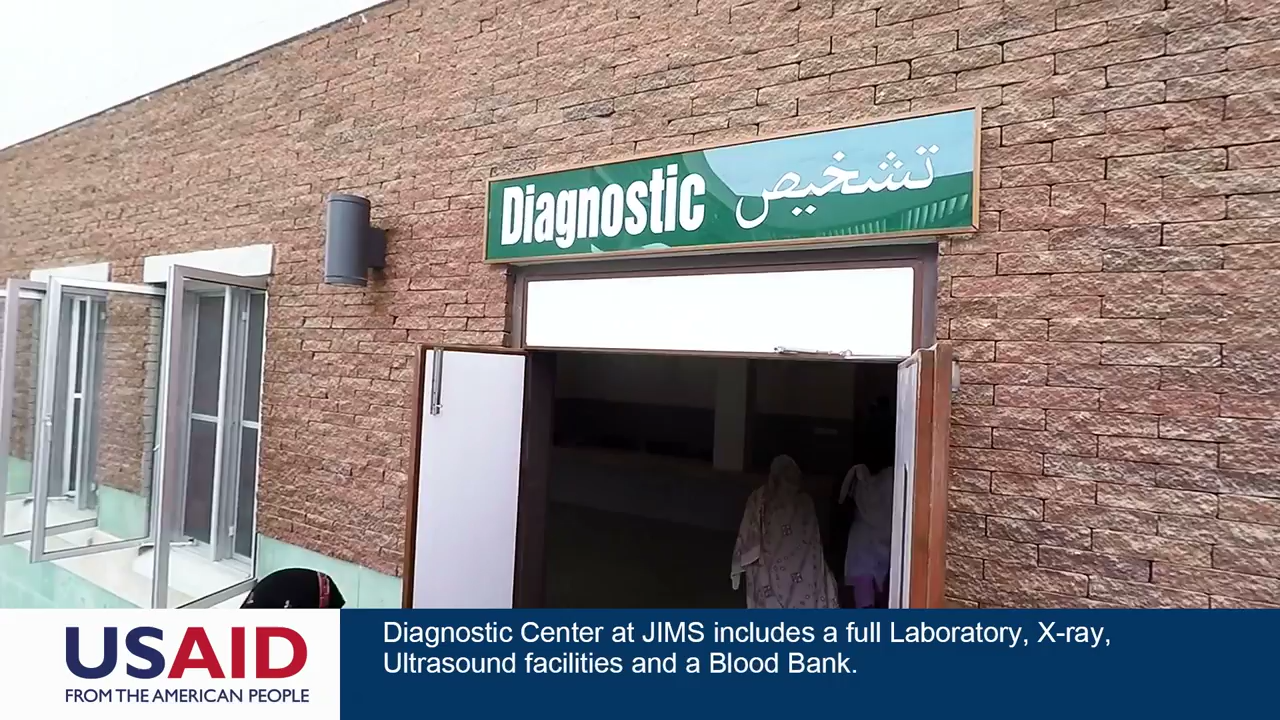 Diagnostic تشخیص
USAID
FROM THE AMERICAN PEOPLE
Diagnostic Center at JIMS includes a full Laboratory, X-ray,
Ultrasound facilities and a Blood Bank.